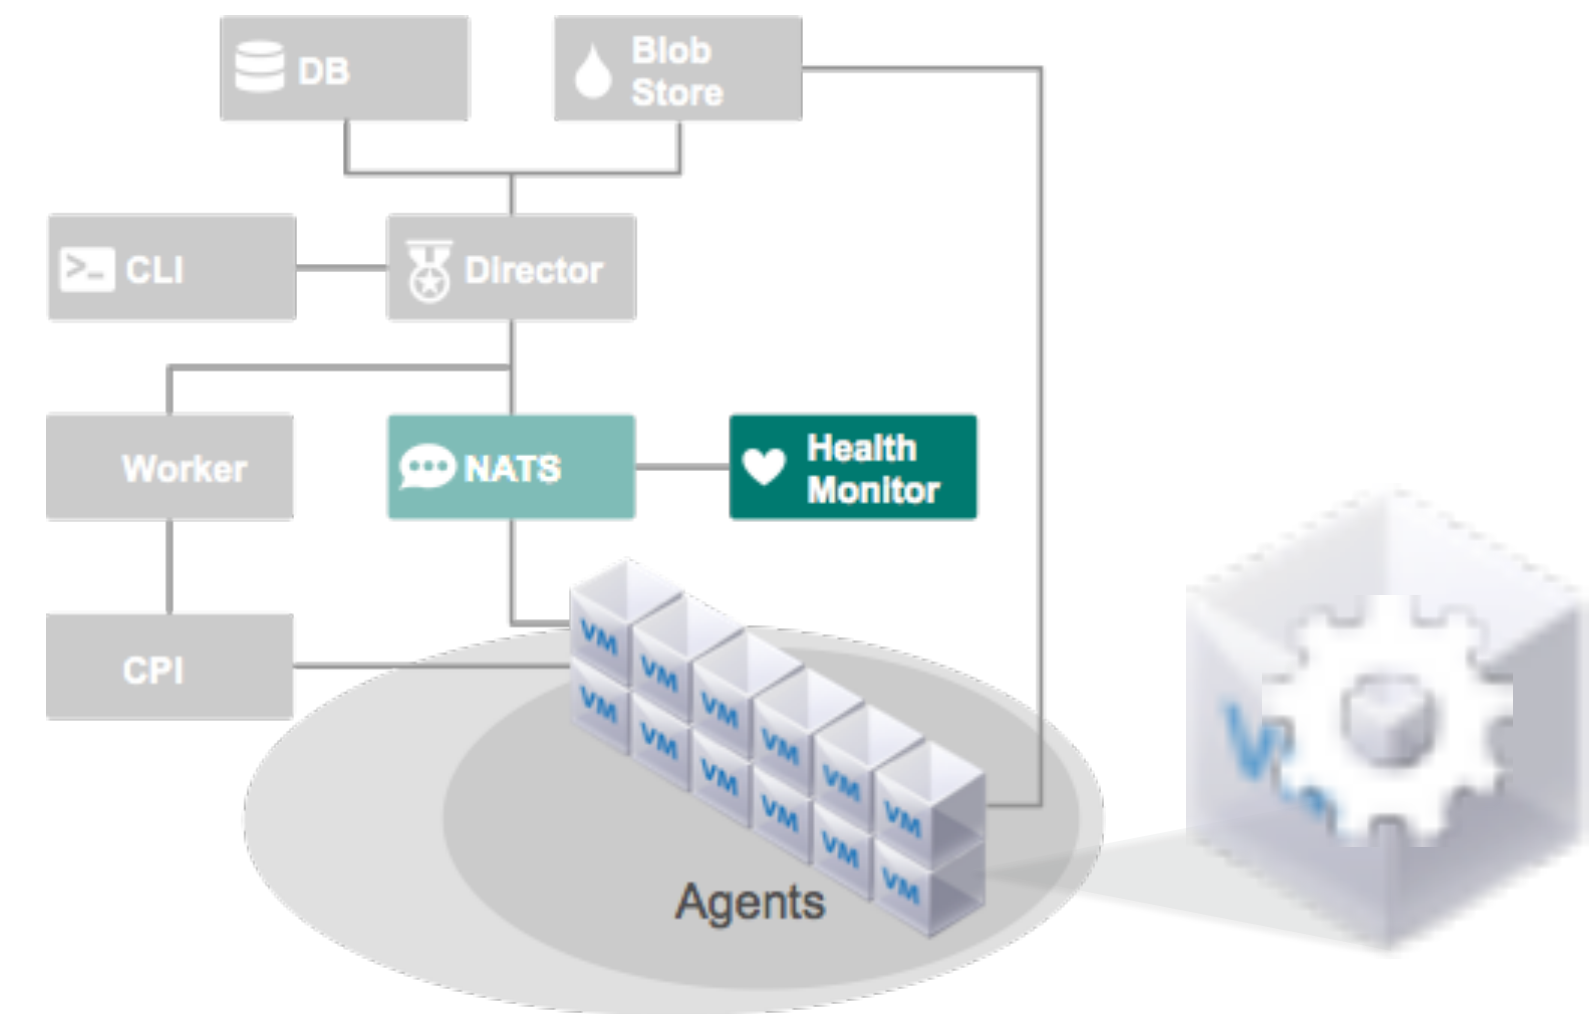 DB
Blob
Store
CLI
Director
Worker
NATS
Health
Monitor
CPI
VM
VM
VM
VM
VM
VM
VM
VM
VM
VM
VM
VM
Agents